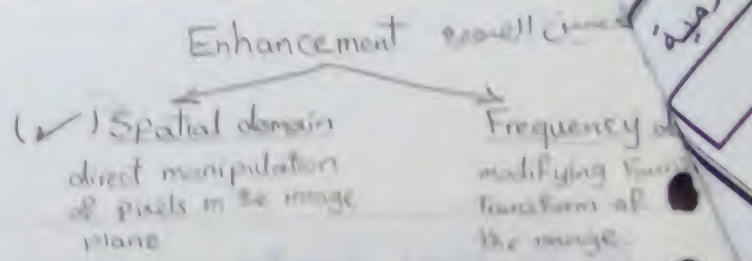 Enhancement تحسين الصورة
(✓) Spatial domain
direct manipulation
of pixels in the image
plane
Frequency
modifying
transform of
the image.